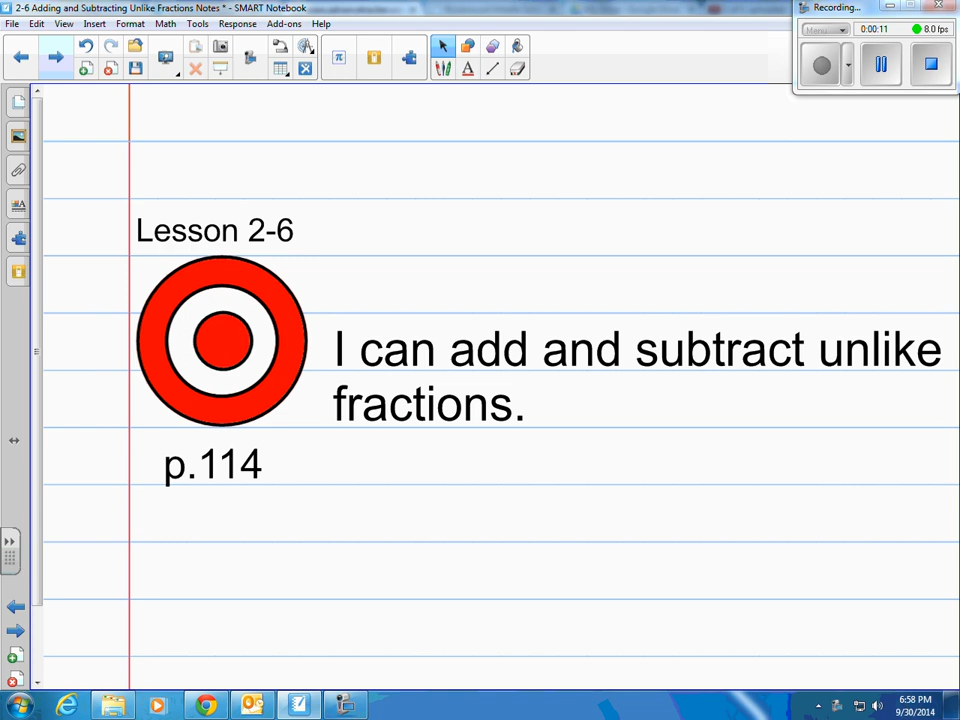 2-6 Adding and Subtracting Unlike Fractions Notes * - SMART Notebook
Recording...
File Edit View Insert Format Math Tools Response Add-ons Help
Menu
0:00:11
8.0 fps
Lesson 2-6
I can add and subtract unlike
fractions.
p.114
6:58 PM
9/30/2014